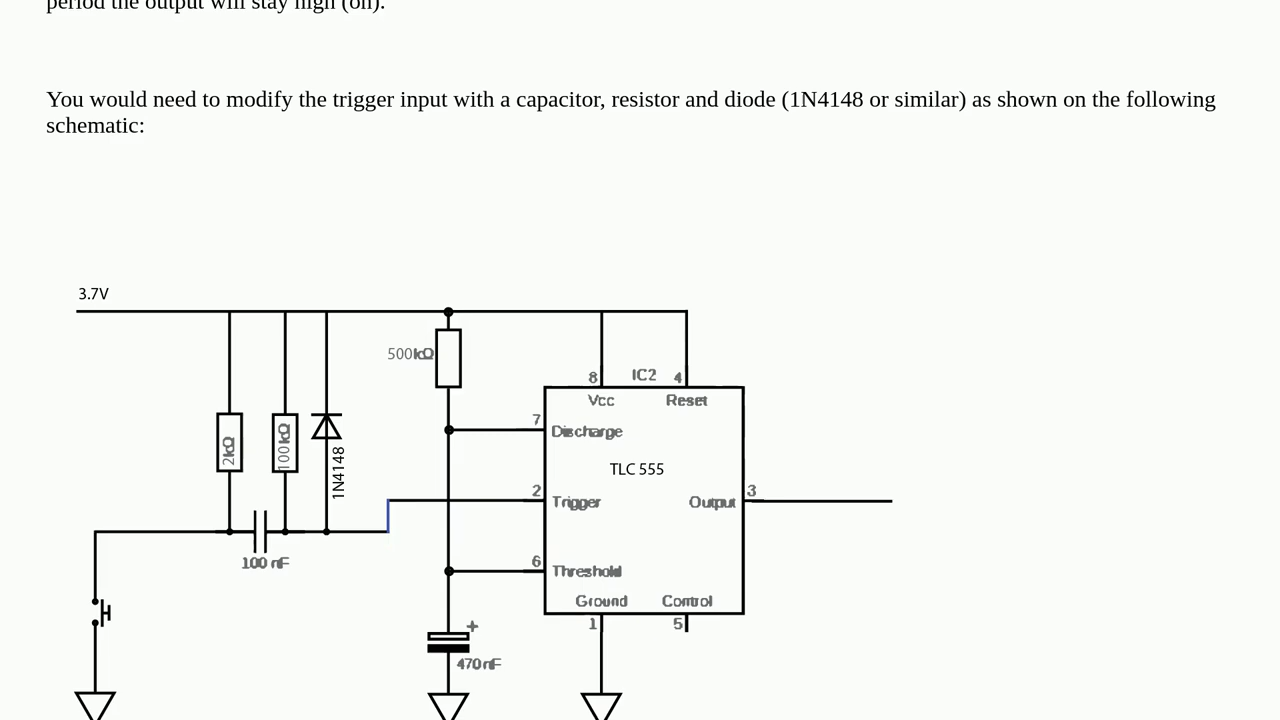 period the output will stay high (on).
You would need to modify the trigger input with a capacitor, resistor and diode (1N4148 or similar) as shown on the following
schematic:
3.7V
500kΩ
8
IC2
4
Vcc
Reset
7
Discharge
2kΩ
100kΩ
1N4148
TLC 555
2
Trigger
Output
3
100 nF
6
Threshold
Ground
Control
1
5
+
470 nF